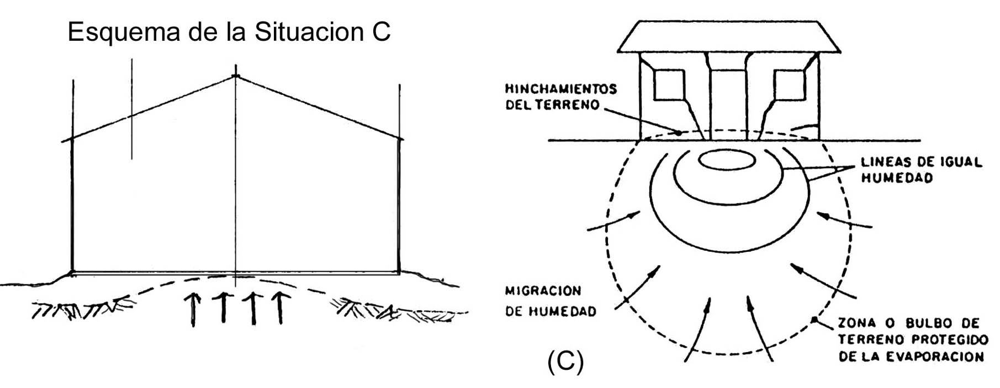 Esquema de la Situacion C
HINCHAMIENTOS
DEL TERRENO
LINEAS DE IGUAL
HUMEDAD
MIGRACION
DE HUMEDAD
ZONA O BULBO DE
TERRENO PROTEGIDO
DE LA EVAPORACION
(C)